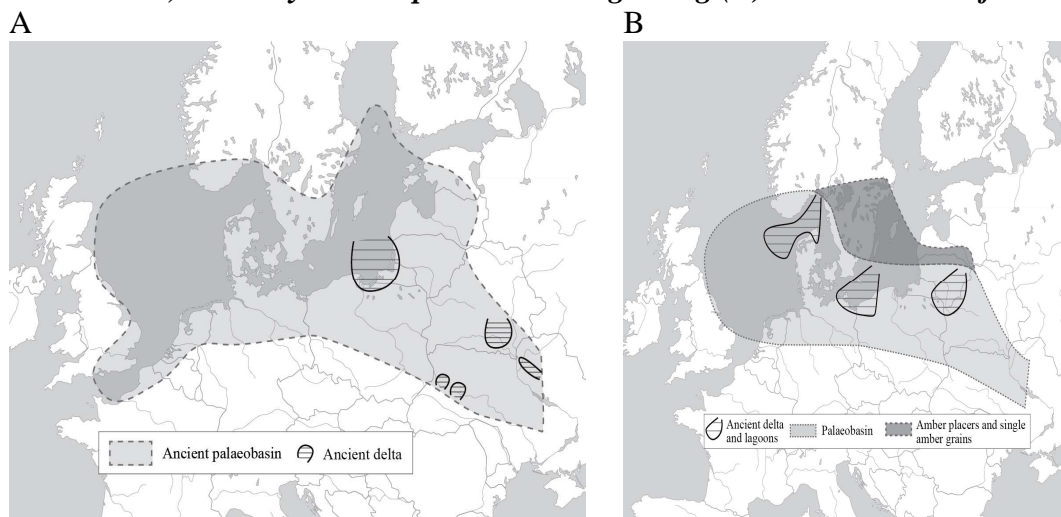 A
B
Ancient palaeobasin
Ancient delta
Ancient delta
and lagoons
Palaeobasin
Amber placers and single
amber grains